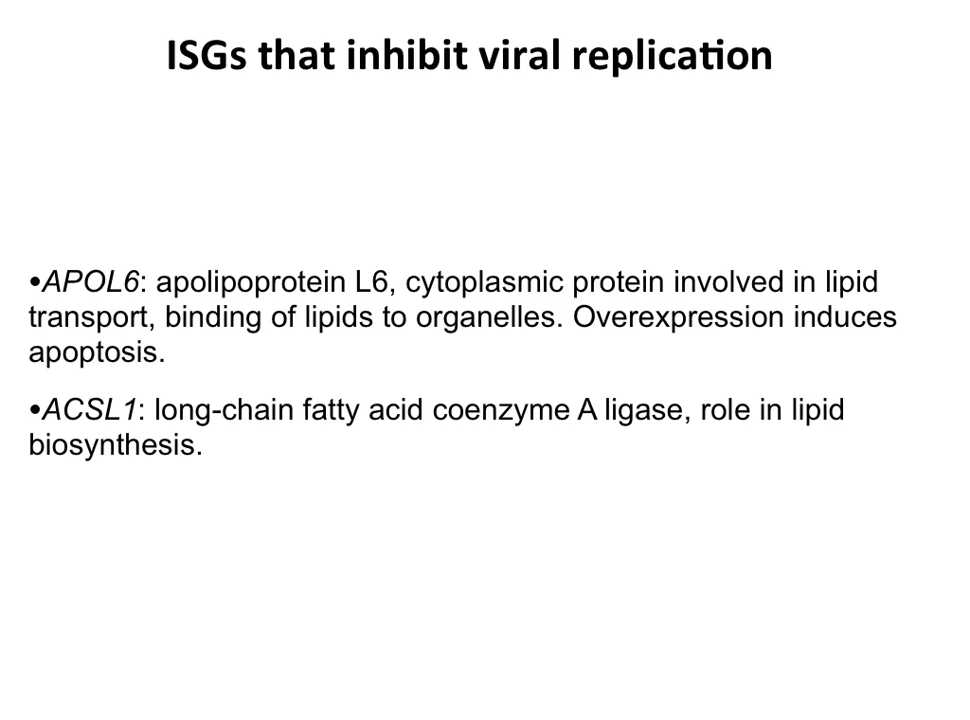 ISGs that inhibit viral replication
•APOL6: apolipoprotein L6, cytoplasmic protein involved in lipid
transport, binding of lipids to organelles. Overexpression induces
apoptosis.
•ACSL1: long-chain fatty acid coenzyme A ligase, role in lipid
biosynthesis.